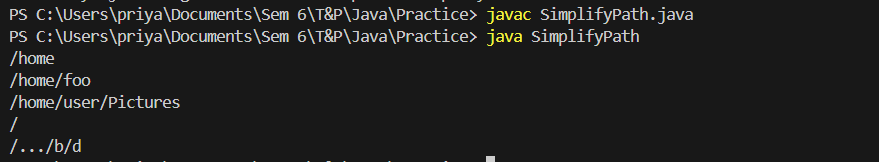 PS C:\Users\priya\Documents\Sem 6\T&P\Java\Practice> javac SimplifyPath.java
PS C:\Users\priya\Documents\Sem 6\T&P\Java\Practice> java SimplifyPath
/home
/home/foo
/home/user/Pictures
/
/.../b/d